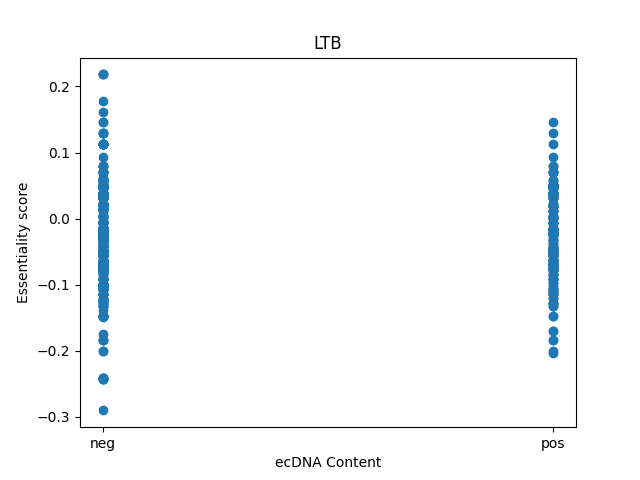 LTB
0.2
0.1
0.0
−0.1
−0.2
−0.3
Essentiality score
neg
pos
ecDNA Content